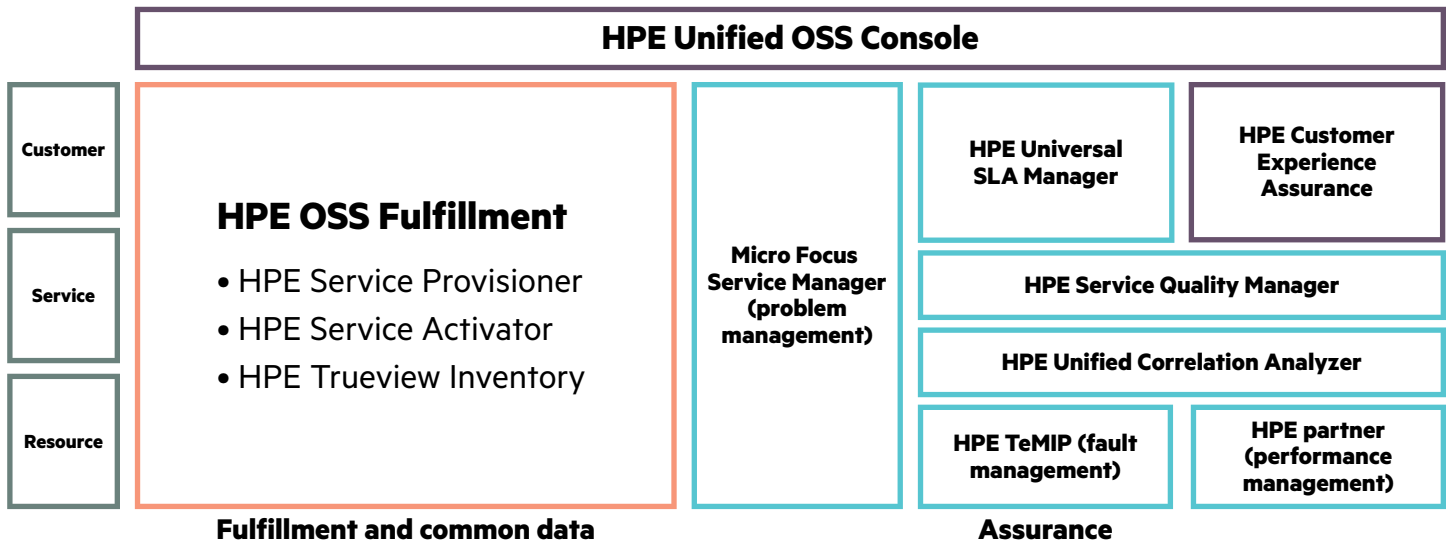 HPE Unified OSS Console
Customer
Service
Resource
HPE OSS Fulfillment
• HPE Service Provisioner
• HPE Service Activator
• HPE Trueview Inventory
Micro Focus
Service Manager
(problem
management)
HPE Universal
SLA Manager
HPE Customer
Experience
Assurance
HPE Service Quality Manager
HPE Unified Correlation Analyzer
HPE TeMIP (fault
management)
HPE partner
(performance
management)
Fulfillment and common data
Assurance